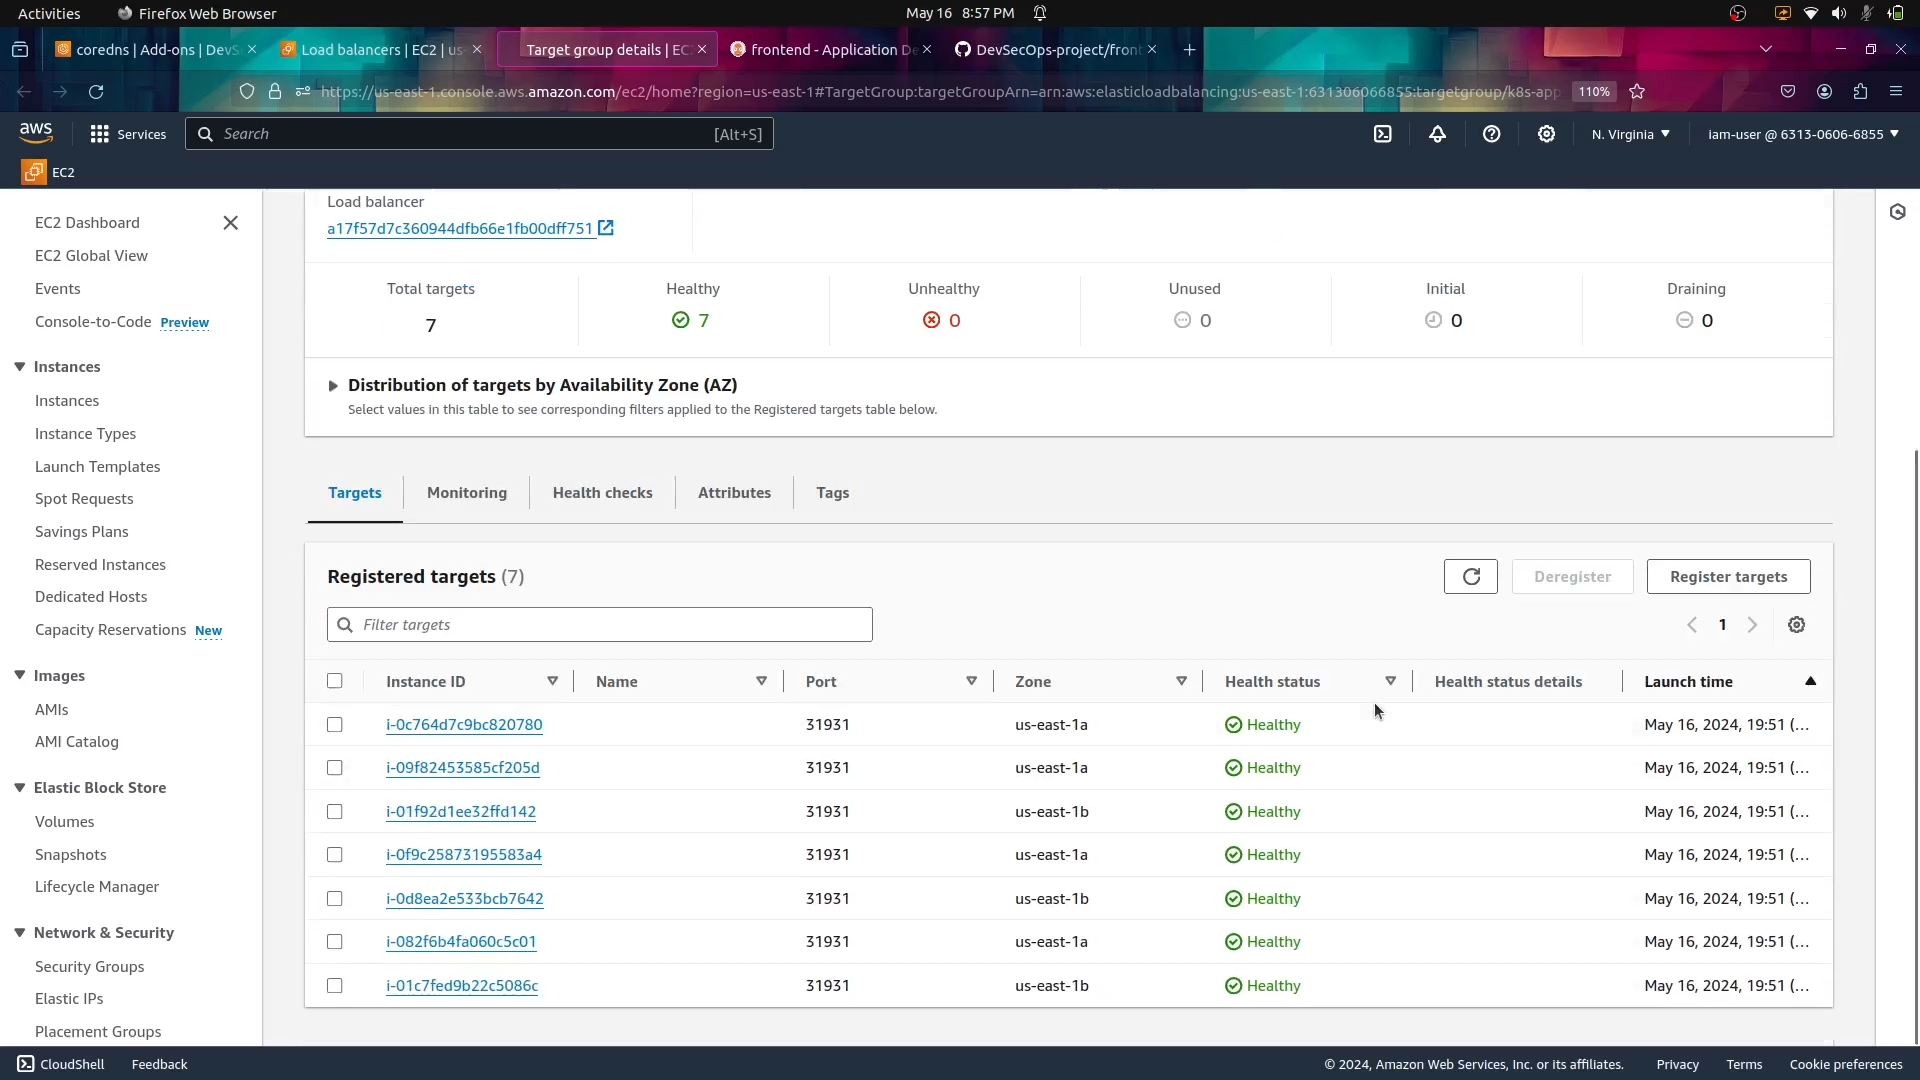 Activities
Firefox Web Browser
May 16 8:57 PM
coredns | Add-ons | DevS
Load balancers | EC2 | us-
Target group details | EC
frontend - Application De
DevSecOps-project/front
https://us-east-1.console.aws.amazon.com/ec2/home?region=us-east-1#TargetGroup:targetGroupArn=arn:aws:elasticloadbalancing:us-east-1:631306066855:targetgroup/k8s-app
110%
aws
Services
Search
[Alt+S]
N. Virginia
iam-user @ 6313-0606-6855
EC2
EC2 Dashboard
EC2 Global View
Events
Console-to-Code Preview
Instances
Instances
Instance Types
Launch Templates
Spot Requests
Savings Plans
Reserved Instances
Dedicated Hosts
Capacity Reservations New
Images
AMIs
AMI Catalog
Elastic Block Store
Volumes
Snapshots
Lifecycle Manager
Network & Security
Security Groups
Elastic IPs
Placement Groups
Load balancer
a17f57d7c360944dfb66e1fb00dff751
Total targets
7
Healthy
7
Unhealthy
0
Unused
0
Initial
0
Draining
0
Distribution of targets by Availability Zone (AZ)
Select values in this table to see corresponding filters applied to the Registered targets table below.
Targets
Monitoring
Health checks
Attributes
Tags
Registered targets (7)
Deregister
Register targets
Filter targets
1
Instance ID Name Port Zone Health status Health status details Launch time
i-0c764d7c9bc820780 31931 us-east-1a Healthy May 16, 2024, 19:51 (...
i-09f82453585cf205d 31931 us-east-1a Healthy May 16, 2024, 19:51 (...
i-01f92d1ee32ffd142 31931 us-east-1b Healthy May 16, 2024, 19:51 (...
i-0f9c25873195583a4 31931 us-east-1a Healthy May 16, 2024, 19:51 (...
i-0d8ea2e533bcb7642 31931 us-east-1b Healthy May 16, 2024, 19:51 (...
i-082f6b4fa060c5c01 31931 us-east-1a Healthy May 16, 2024, 19:51 (...
i-01c7fed9b22c5086c 31931 us-east-1b Healthy May 16, 2024, 19:51 (...
CloudShell
Feedback
© 2024, Amazon Web Services, Inc. or its affiliates.
Privacy
Terms
Cookie preferences